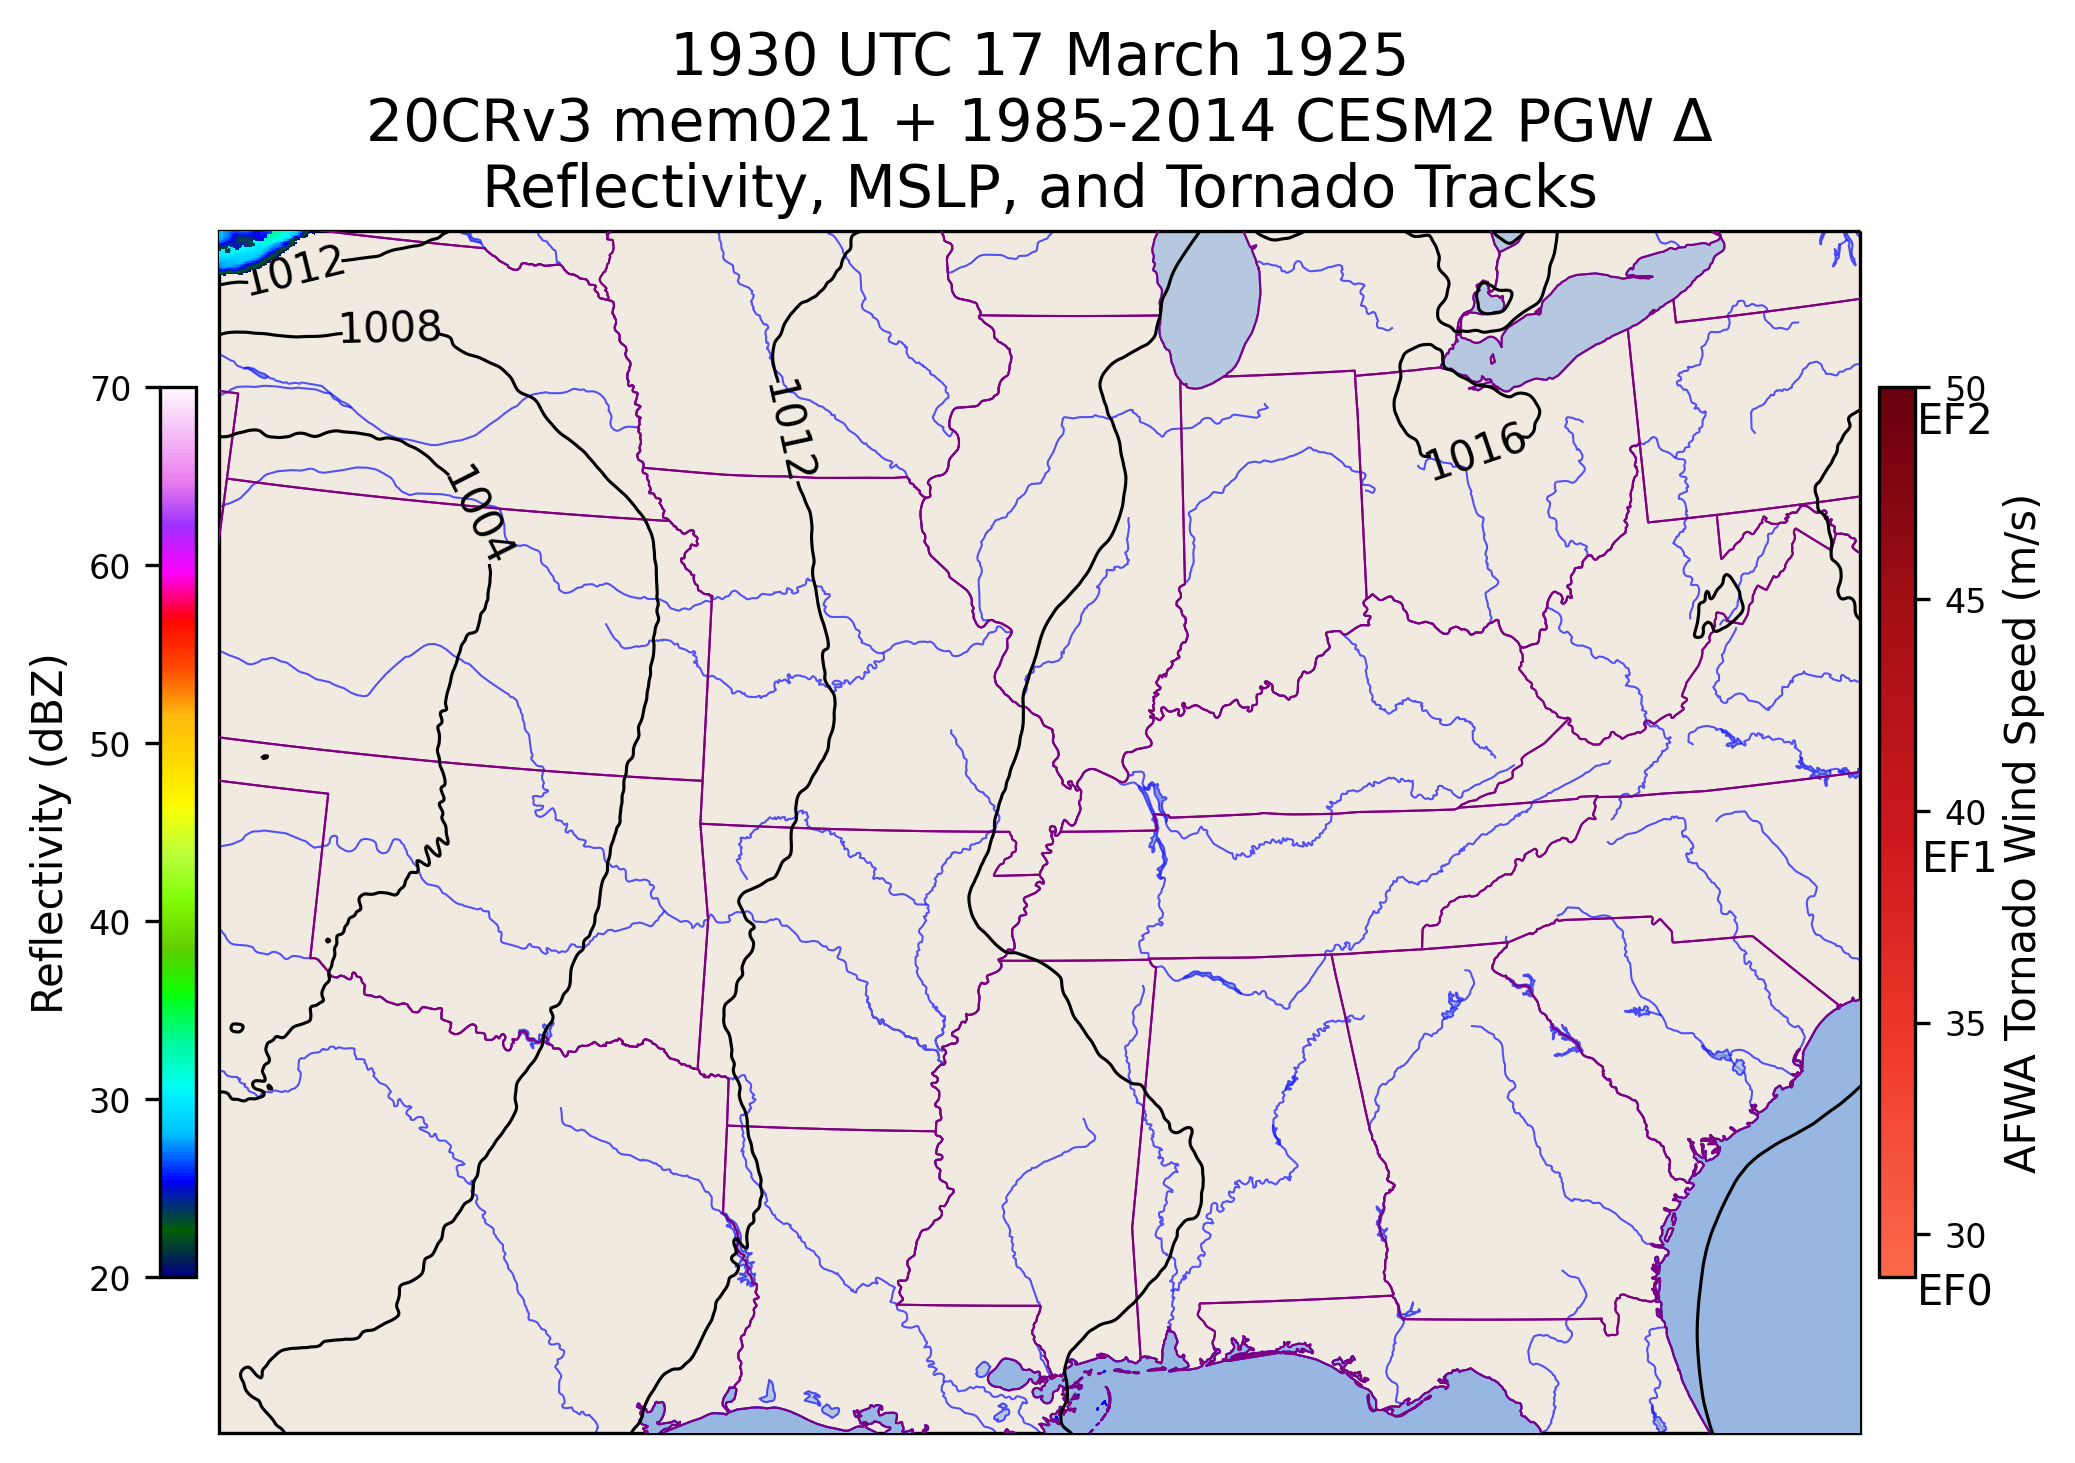 1930 UTC 17 March 1925
20CRv3 mem021 + 1985-2014 CESM2 PGW Δ
Reflectivity, MSLP, and Tornado Tracks
1012
1008
1012
1004
1016
70
60
50
40
30
20
Reflectivity (dBZ)
50
EF2
45
40
EF1
35
30
EF0
AFWA Tornado Wind Speed (m/s)